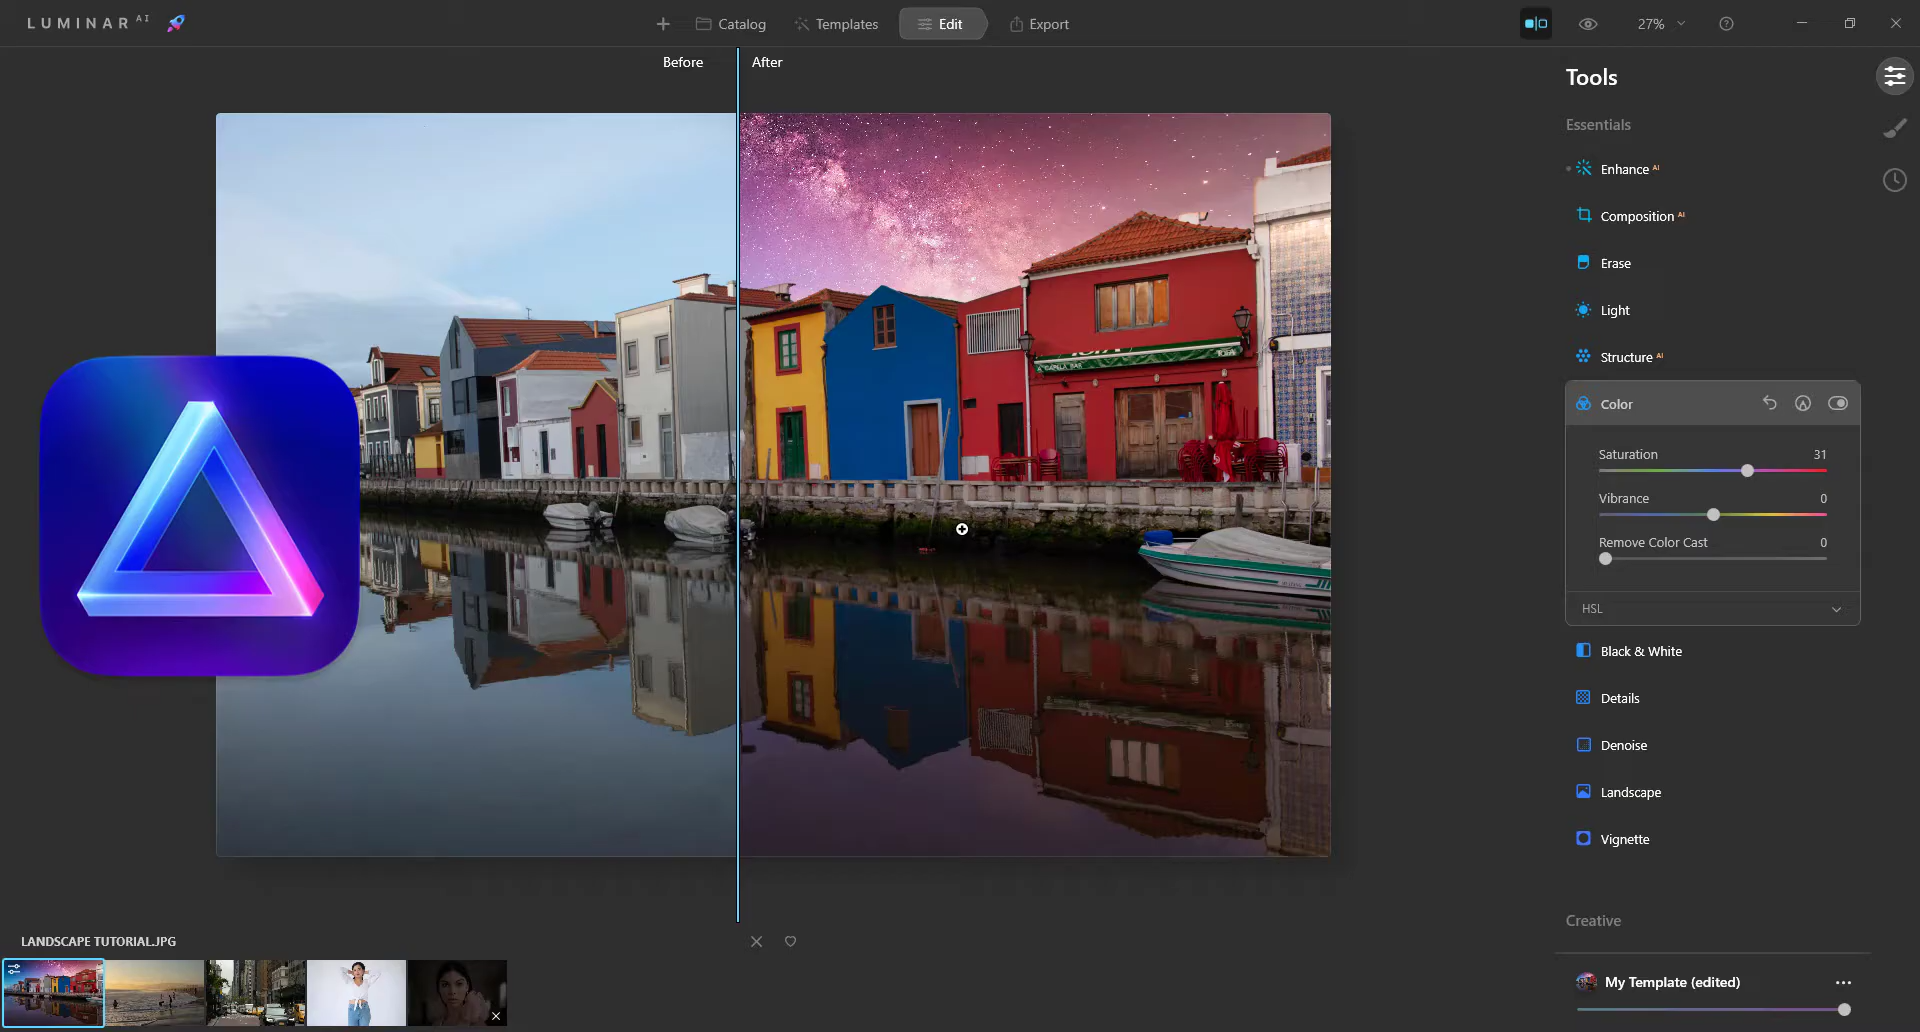 LUMINAR AI
Catalog
Templates
Edit
Export
27%
Before
After
Tools
Essentials
Enhance AI
Composition AI
Erase
Light
Structure AI
Color
Saturation 31
Vibrance 0
Remove Color Cast 0
HSL
Black & White
Details
Denoise
Landscape
Vignette
Creative
My Template (edited)
LANDSCAPE TUTORIAL.JPG